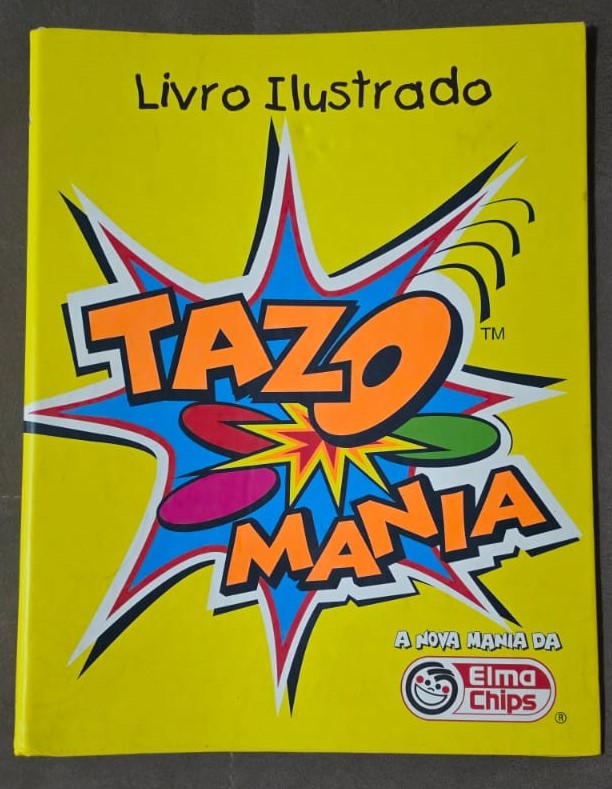 Livro Ilustrado
TAZO
TM
MANIA
A NOVA MANIA DA
Elma
Chips
®